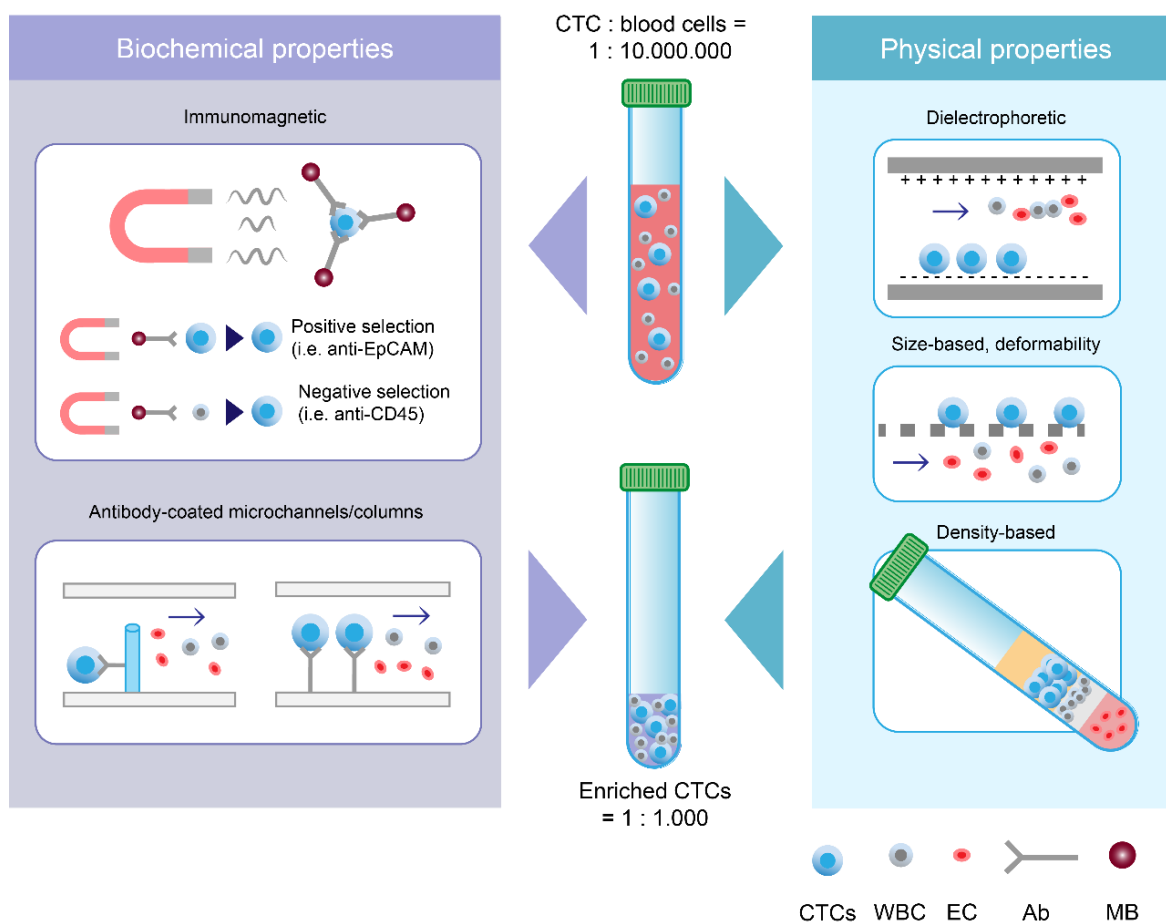 Biochemical properties
CTC : blood cells =
1 : 10.000.000
Physical properties
Immunomagnetic
Positive selection
(i.e. anti-EpCAM)
Negative selection
(i.e. anti-CD45)
Antibody-coated microchannels/columns
Dielectrophoretic
+ + + + + + + + + + + +
Size-based, deformability
Density-based
Enriched CTCs
= 1 : 1.000
CTCs WBC EC Ab MB